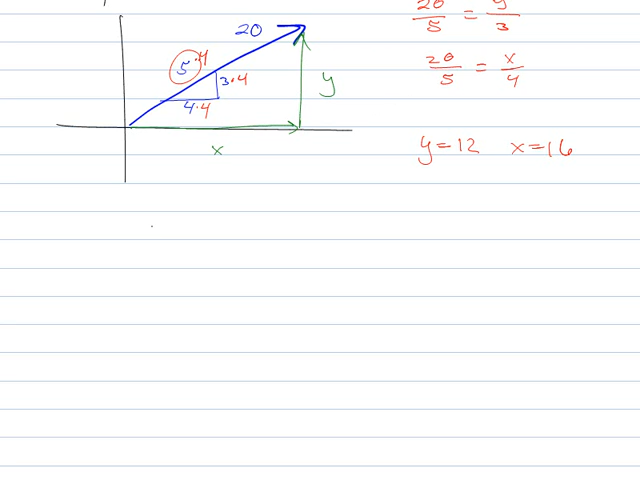 20 20/5 = y/3
5·4 3·4 20/5 = x/4
4·4 y
x y=12 x=16